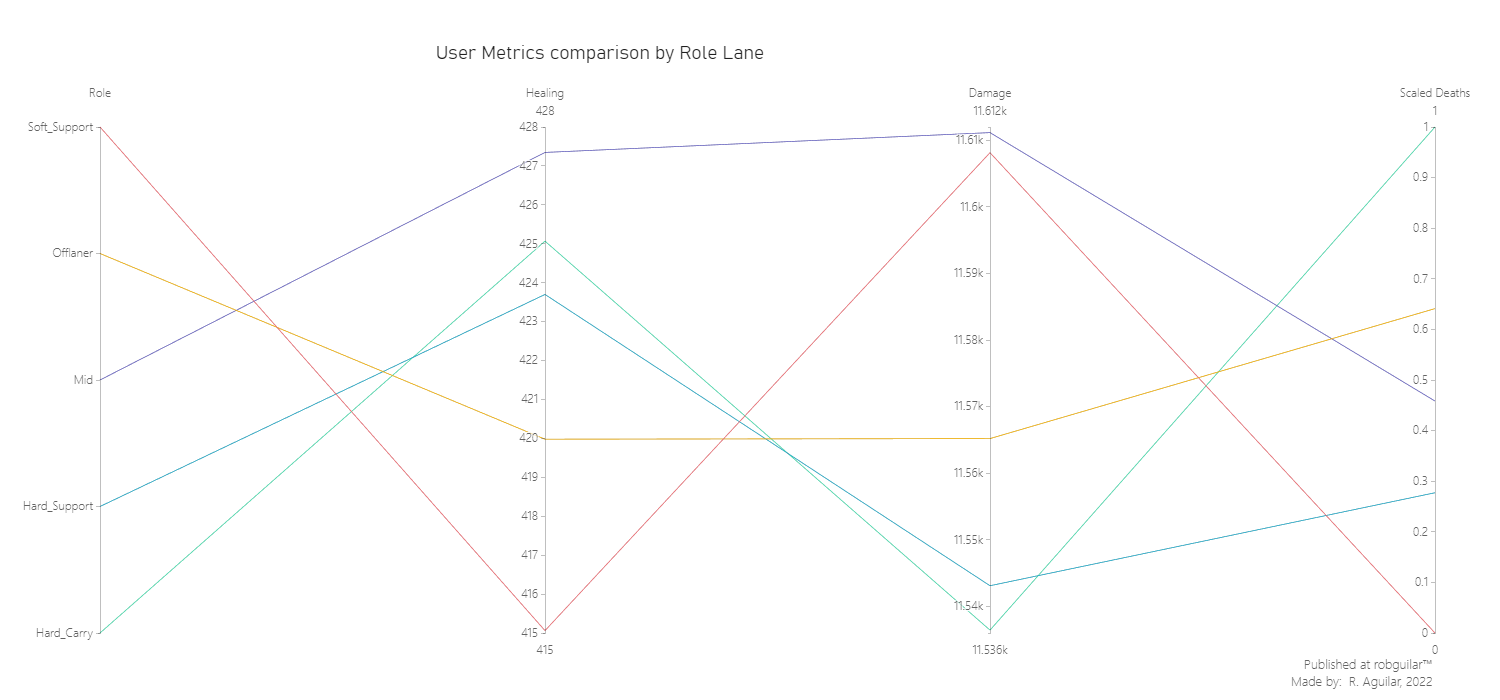 User Metrics comparison by Role Lane
Role
Healing
Damage
Scaled Deaths
428
11.612k
1
Soft_Support
Offlaner
Mid
Hard_Support
Hard_Carry
428
427
426
425
424
423
422
421
420
419
418
417
416
415
415
11.61k
11.6k
11.59k
11.58k
11.57k
11.56k
11.55k
11.54k
11.536k
1
0.9
0.8
0.7
0.6
0.5
0.4
0.3
0.2
0.1
0
0
Published at robguilar™
Made by: R. Aguilar, 2022